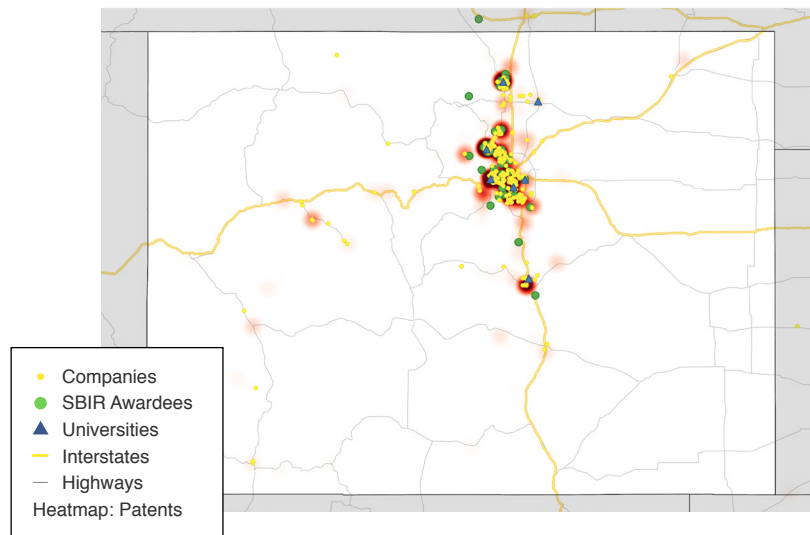 Companies
SBIR Awardees
Universities
Interstates
Highways
Heatmap: Patents